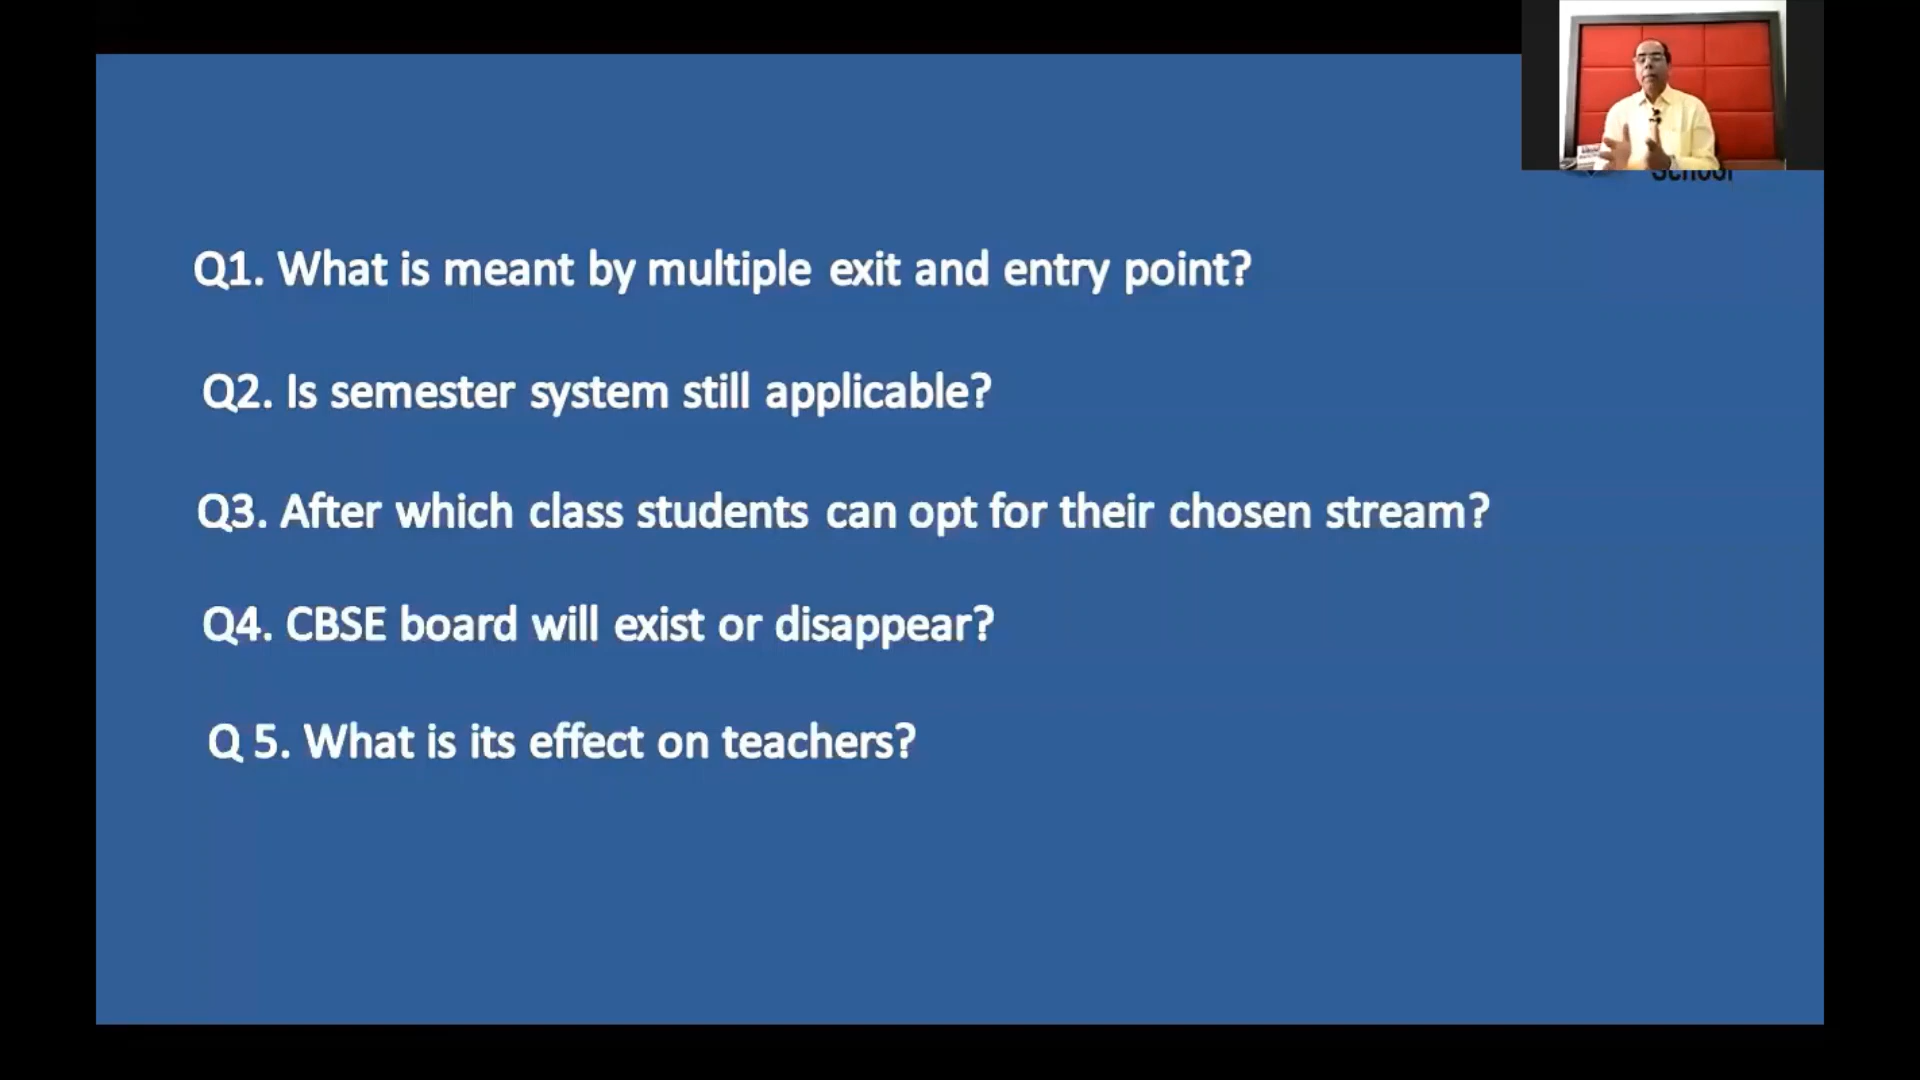 School
Q1. What is meant by multiple exit and entry point?
Q2. Is semester system still applicable?
Q3. After which class students can opt for their chosen stream?
Q4. CBSE board will exist or disappear?
Q 5. What is its effect on teachers?